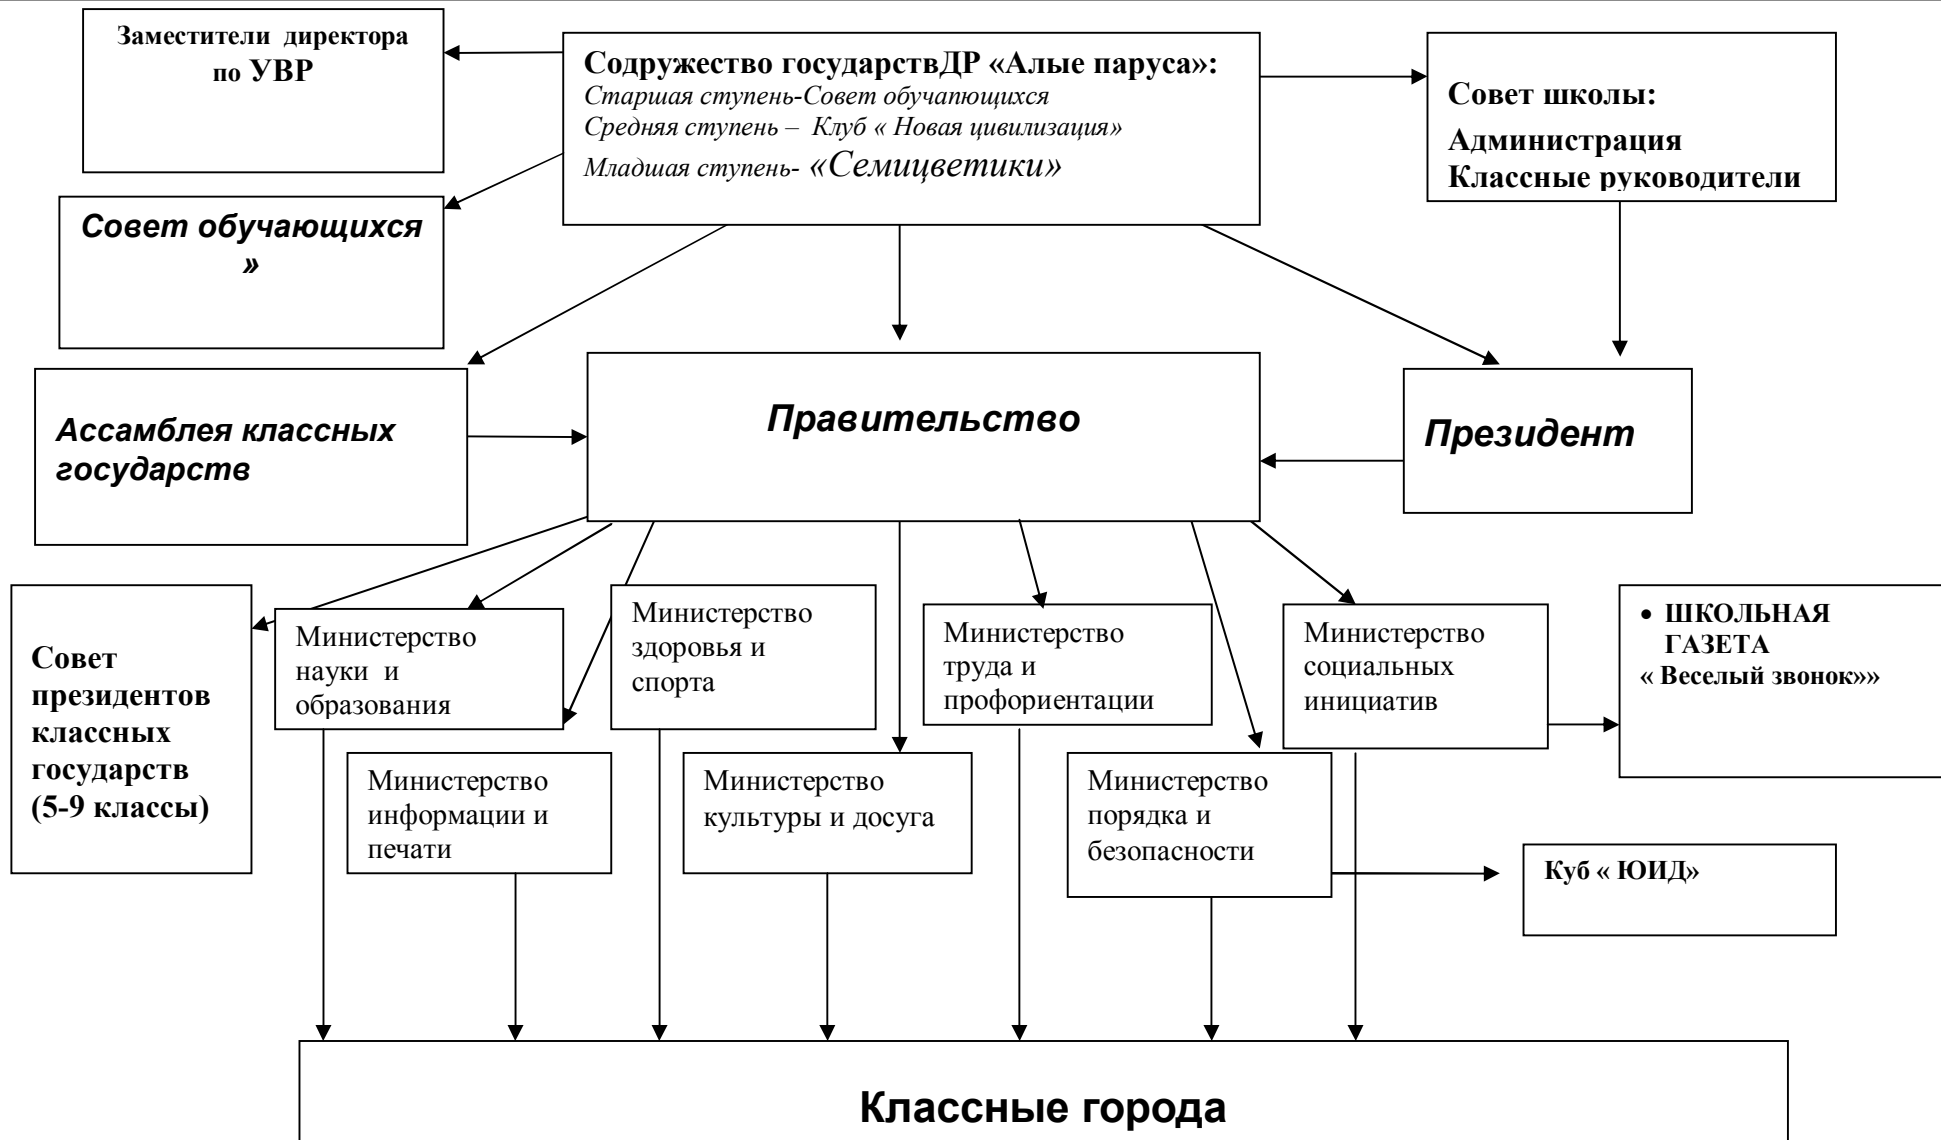 Заместители директора
по УВР
Содружество государствДР «Алые паруса»:
Старшая ступень-Совет обучапющихся
Средняя ступень – Клуб « Новая цивилизация»
Младшая ступень- «Семицветики»
Совет школы:
Администрация
Классные руководители
Совет обучающихся
»
Ассамблея классных
государств
Правительство
Президент
Совет
президентов
классных
государств
(5-9 классы)
Министерство
науки и
образования
Министерство
здоровья и
спорта
Министерство
труда и
профориентации
Министерство
социальных
инициатив
• ШКОЛЬНАЯ
ГАЗЕТА
« Веселый звонок»»
Министерство
информации и
печати
Министерство
культуры и досуга
Министерство
порядка и
безопасности
Куб « ЮИД»
Классные города